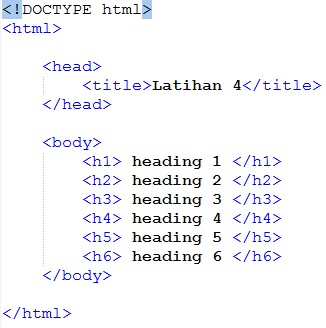 <!DOCTYPE html>
<html>
<head>
<title>Latihan 4</title>
</head>
<body>
<h1> heading 1 </h1>
<h2> heading 2 </h2>
<h3> heading 3 </h3>
<h4> heading 4 </h4>
<h5> heading 5 </h5>
<h6> heading 6 </h6>
</body>
</html>